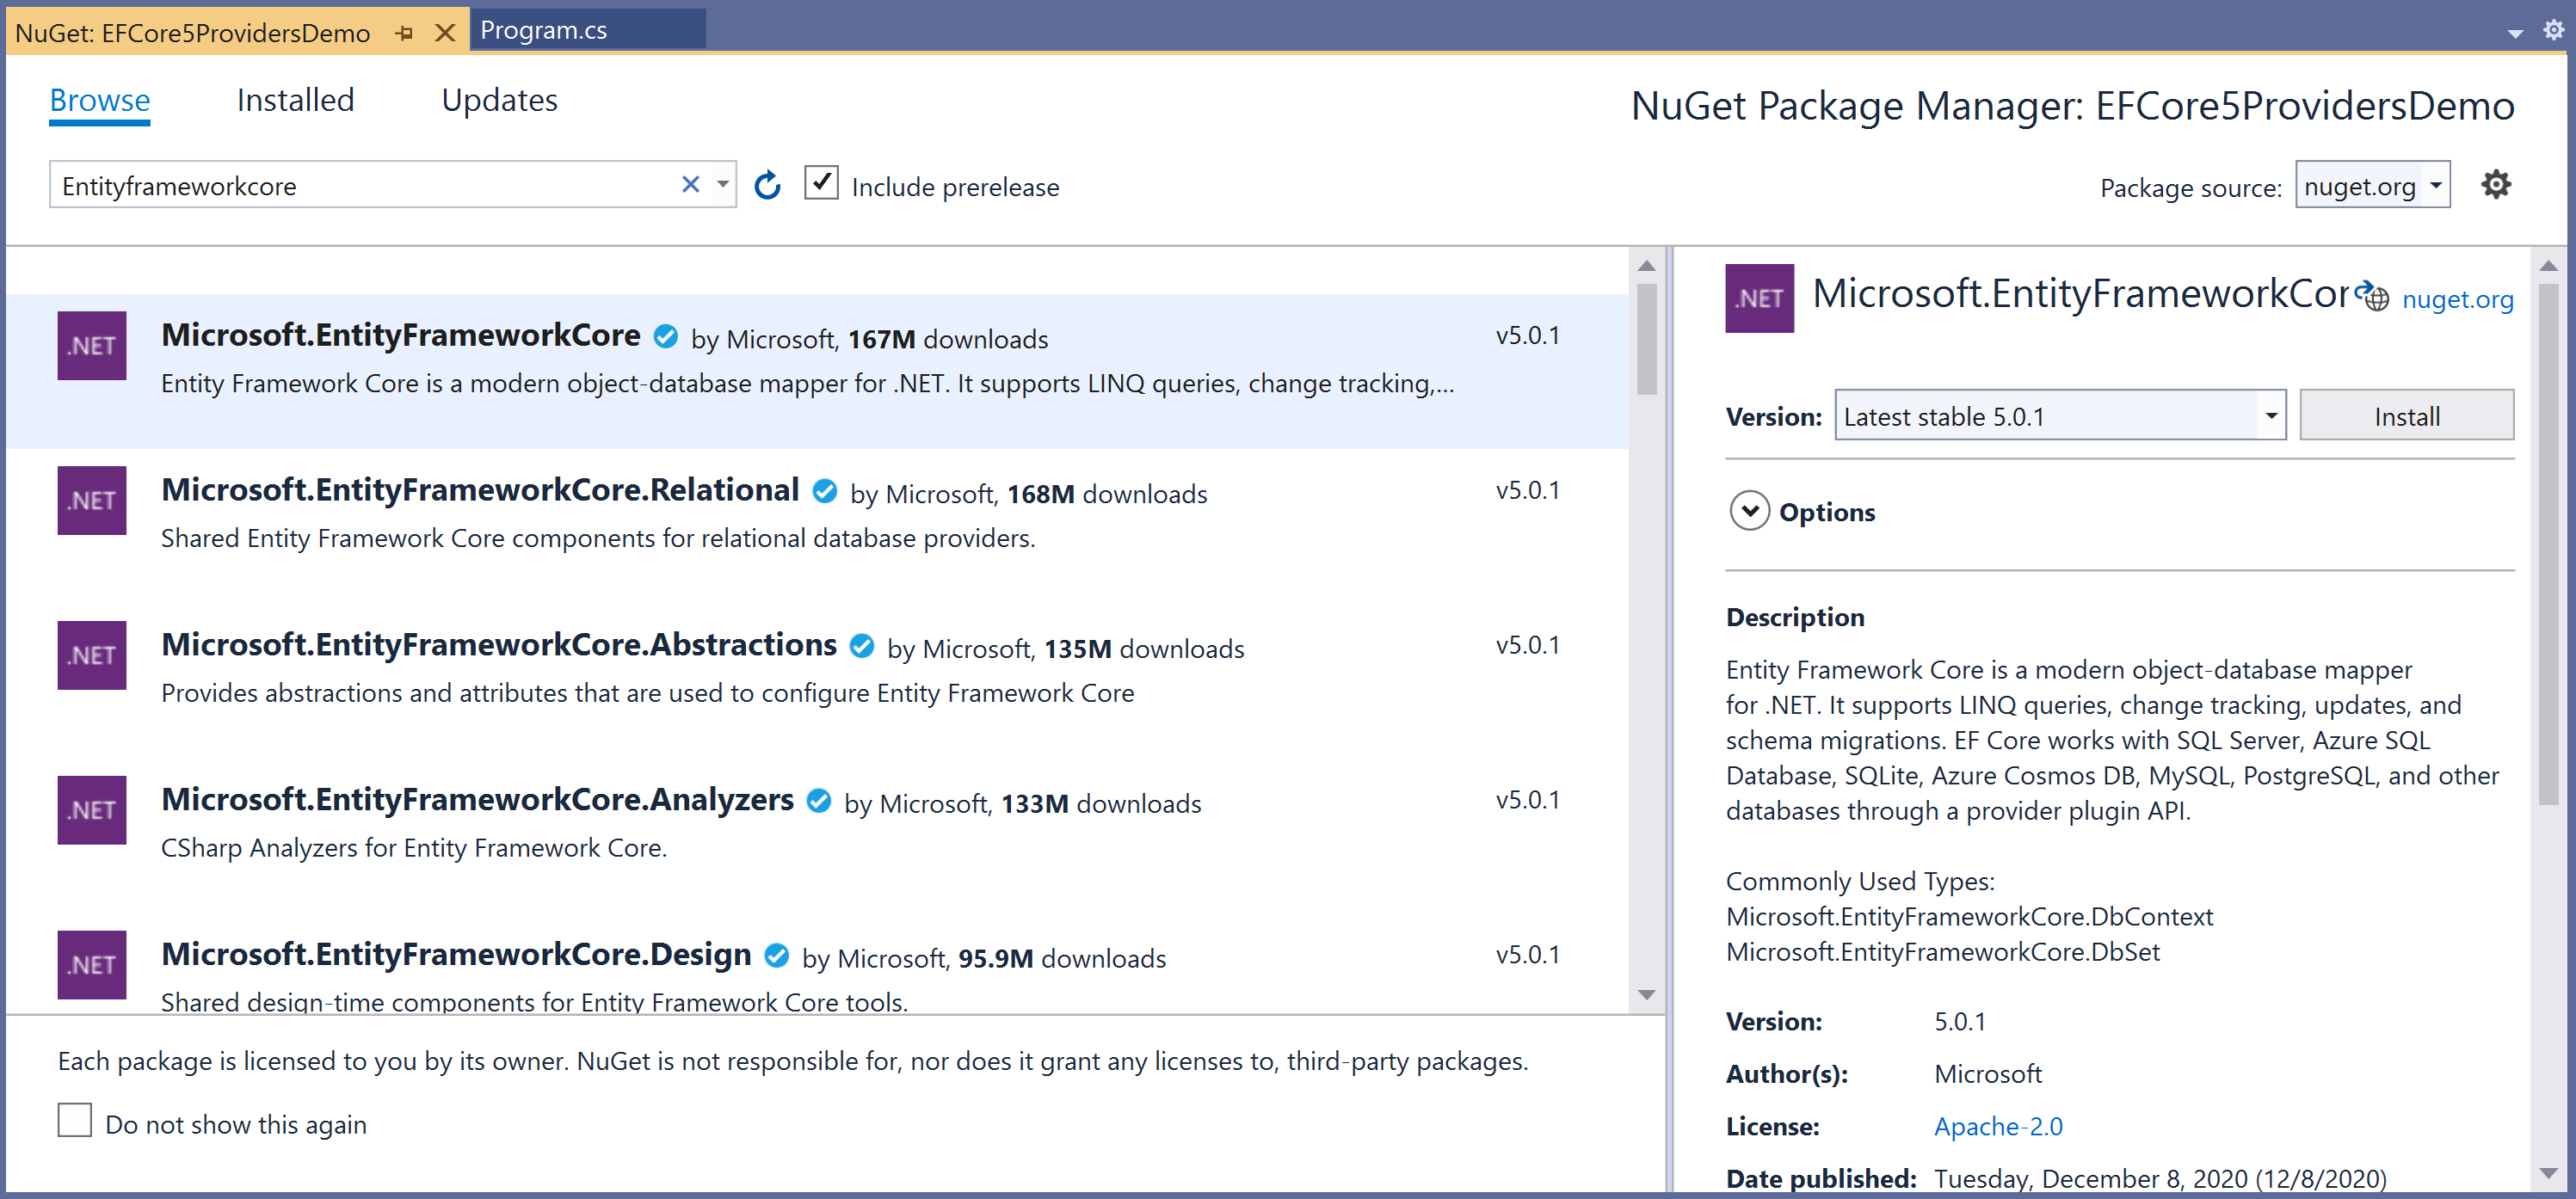 NuGet: EFCore5ProvidersDemo
Program.cs
Browse Installed Updates
NuGet Package Manager: EFCore5ProvidersDemo
Entityframeworkcore
Include prerelease
Package source: nuget.org
.NET
Microsoft.EntityFrameworkCore by Microsoft, 167M downloads v5.0.1
Entity Framework Core is a modern object-database mapper for .NET. It supports LINQ queries, change tracking,...
.NET
Microsoft.EntityFrameworkCore.Relational by Microsoft, 168M downloads v5.0.1
Shared Entity Framework Core components for relational database providers.
.NET
Microsoft.EntityFrameworkCore.Abstractions by Microsoft, 135M downloads v5.0.1
Provides abstractions and attributes that are used to configure Entity Framework Core
.NET
Microsoft.EntityFrameworkCore.Analyzers by Microsoft, 133M downloads v5.0.1
CSharp Analyzers for Entity Framework Core.
.NET
Microsoft.EntityFrameworkCore.Design by Microsoft, 95.9M downloads v5.0.1
Shared design-time components for Entity Framework Core tools.
Each package is licensed to you by its owner. NuGet is not responsible for, nor does it grant any licenses to, third-party packages.
Do not show this again
.NET
Microsoft.EntityFrameworkCor nuget.org
Version: Latest stable 5.0.1 Install
Options
Description
Entity Framework Core is a modern object-database mapper
for .NET. It supports LINQ queries, change tracking, updates, and
schema migrations. EF Core works with SQL Server, Azure SQL
Database, SQLite, Azure Cosmos DB, MySQL, PostgreSQL, and other
databases through a provider plugin API.
Commonly Used Types:
Microsoft.EntityFrameworkCore.DbContext
Microsoft.EntityFrameworkCore.DbSet
Version: 5.0.1
Author(s): Microsoft
License: Apache-2.0
Date published: Tuesday, December 8, 2020 (12/8/2020)